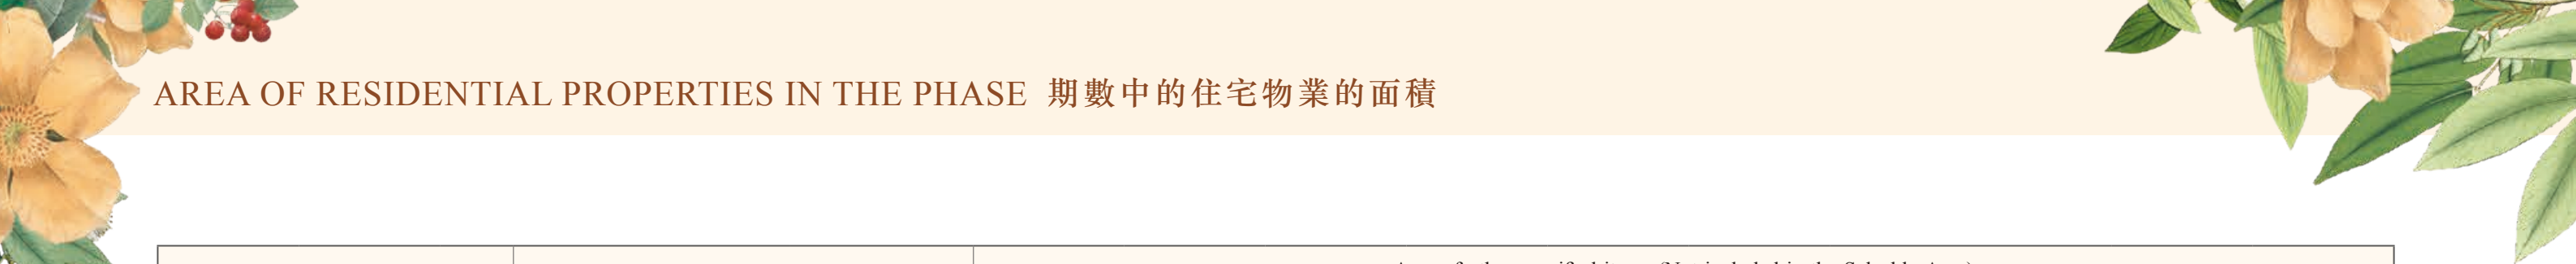 AREA OF RESIDENTIAL PROPERTIES IN THE PHASE 期數中的住宅物業的面積